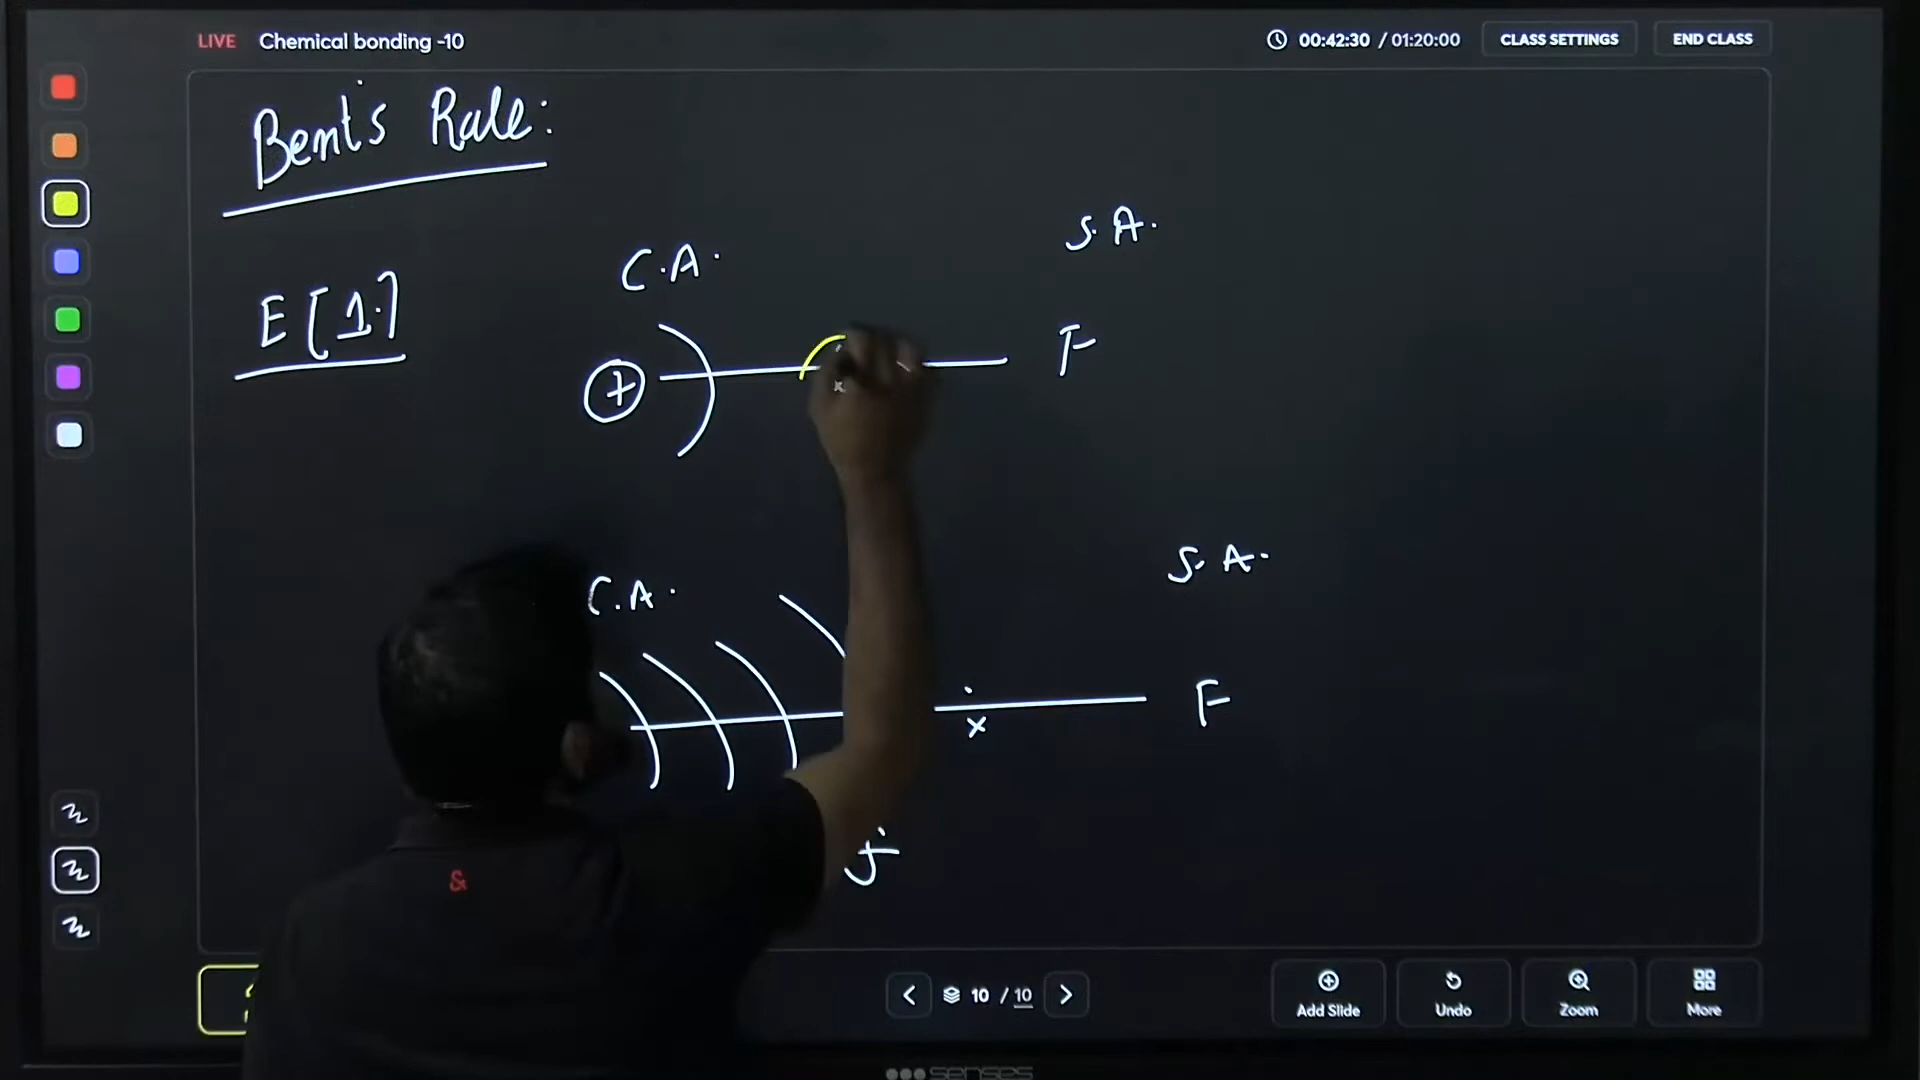 LIVE Chemical bonding -10
00:42:30 / 01:20:00 CLASS SETTINGS END CLASS
Bent's Rule:
E[1.]
C.A. S.A.
+ F
C.A. S.A.
F
x
&
10 / 10
Add Slide Undo Zoom More
senses